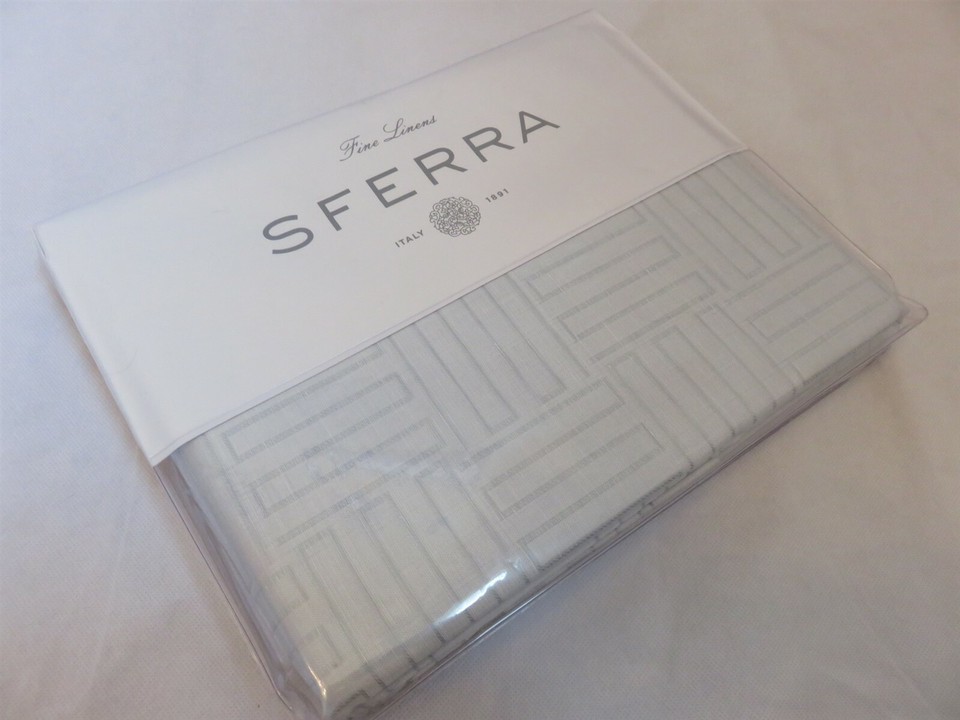 Fine Linens
SFERRA
ITALY 1891